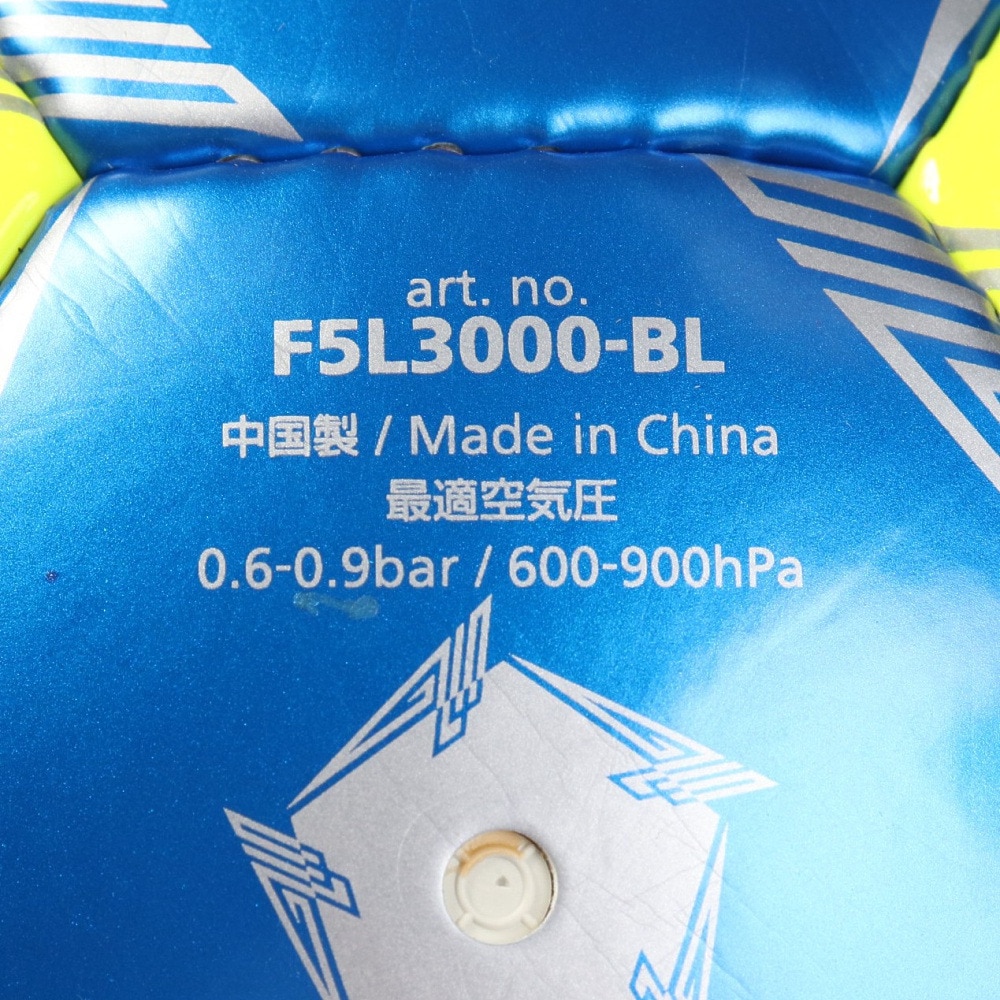 art. no.
F5L3000-BL
中国製 / Made in China
最適空気圧
0.6-0.9bar / 600-900hPa